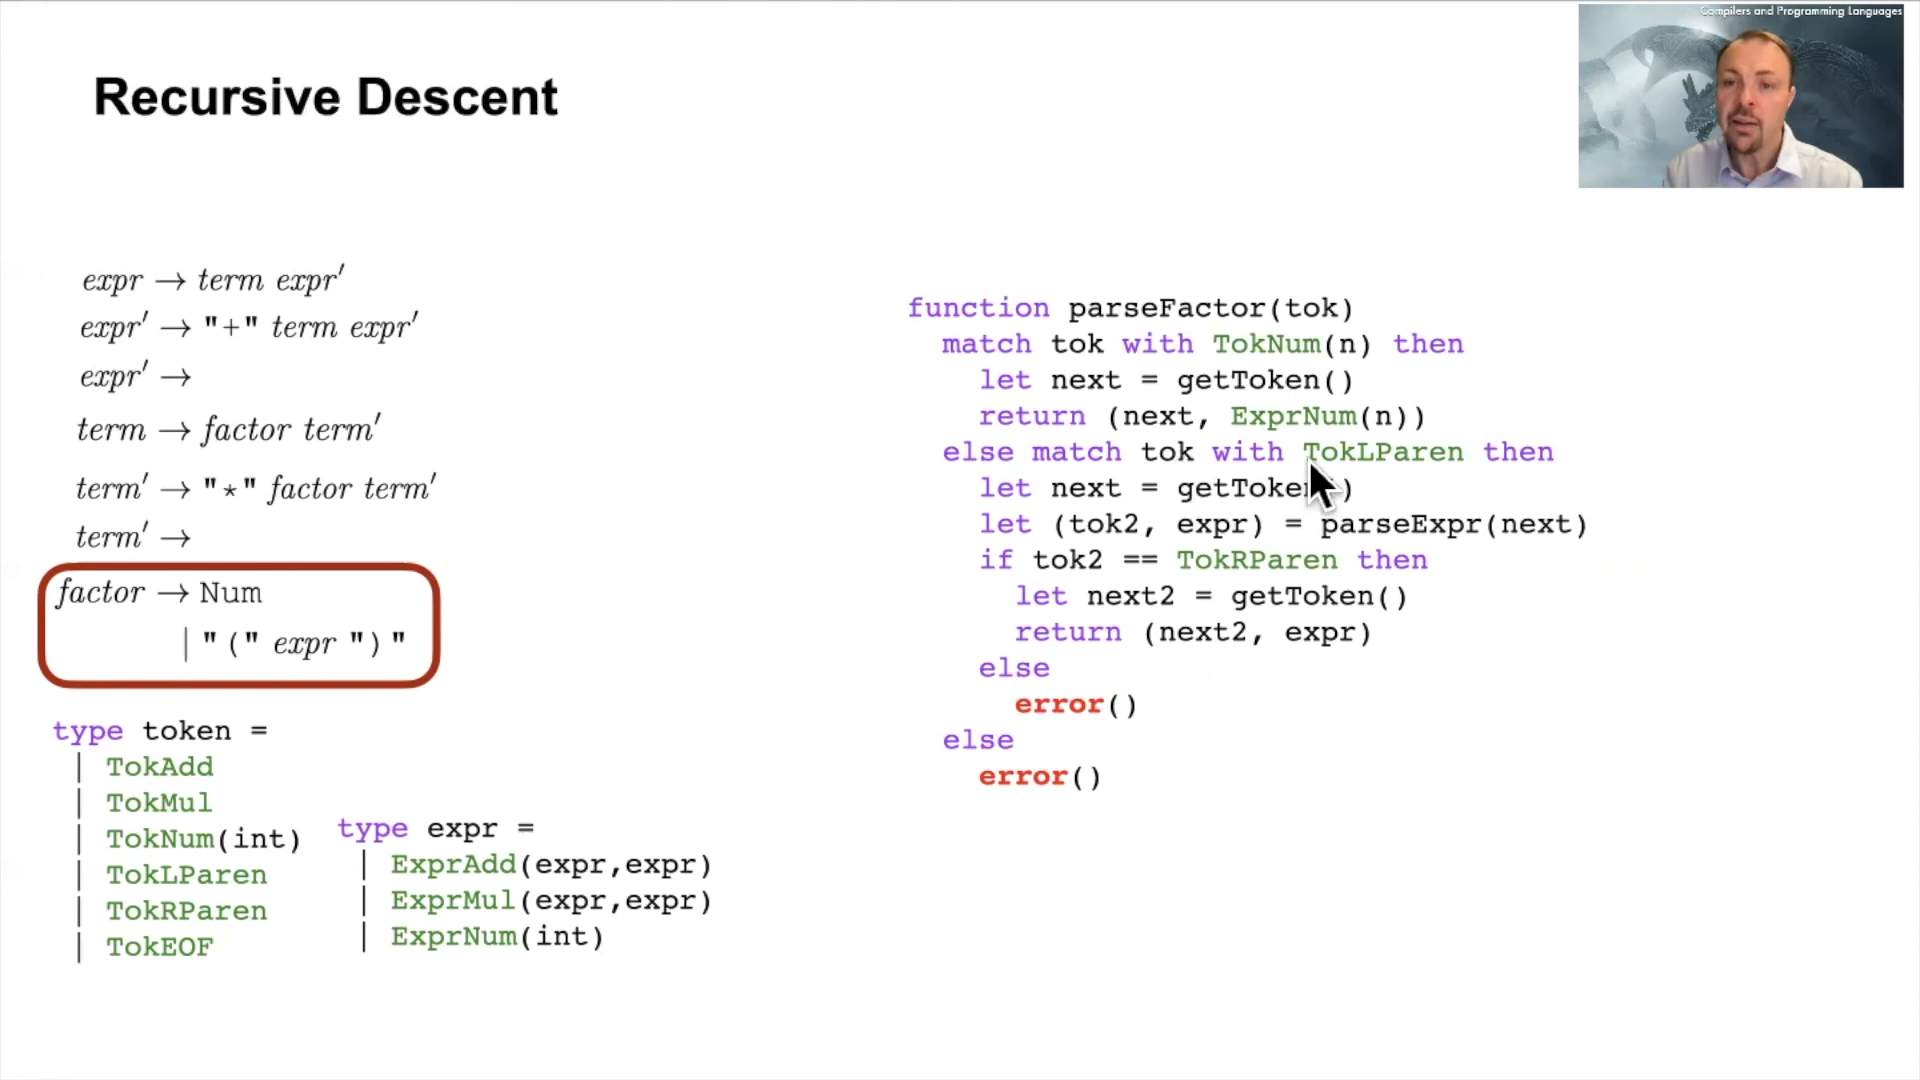 Compilers and Programming Languages
Recursive Descent
expr → term expr′
expr′ → "+" term expr′
expr′ →
term → factor term′
term′ → "*" factor term′
term′ →
factor → Num
| "(" expr ")"
type token =
| TokAdd
| TokMul
| TokNum(int)
| TokLParen
| TokRParen
| TokEOF
type expr =
| ExprAdd(expr,expr)
| ExprMul(expr,expr)
| ExprNum(int)
function parseFactor(tok)
match tok with TokNum(n) then
let next = getToken()
return (next, ExprNum(n))
else match tok with TokLParen then
let next = getToken()
let (tok2, expr) = parseExpr(next)
if tok2 == TokRParen then
let next2 = getToken()
return (next2, expr)
else
error()
else
error()